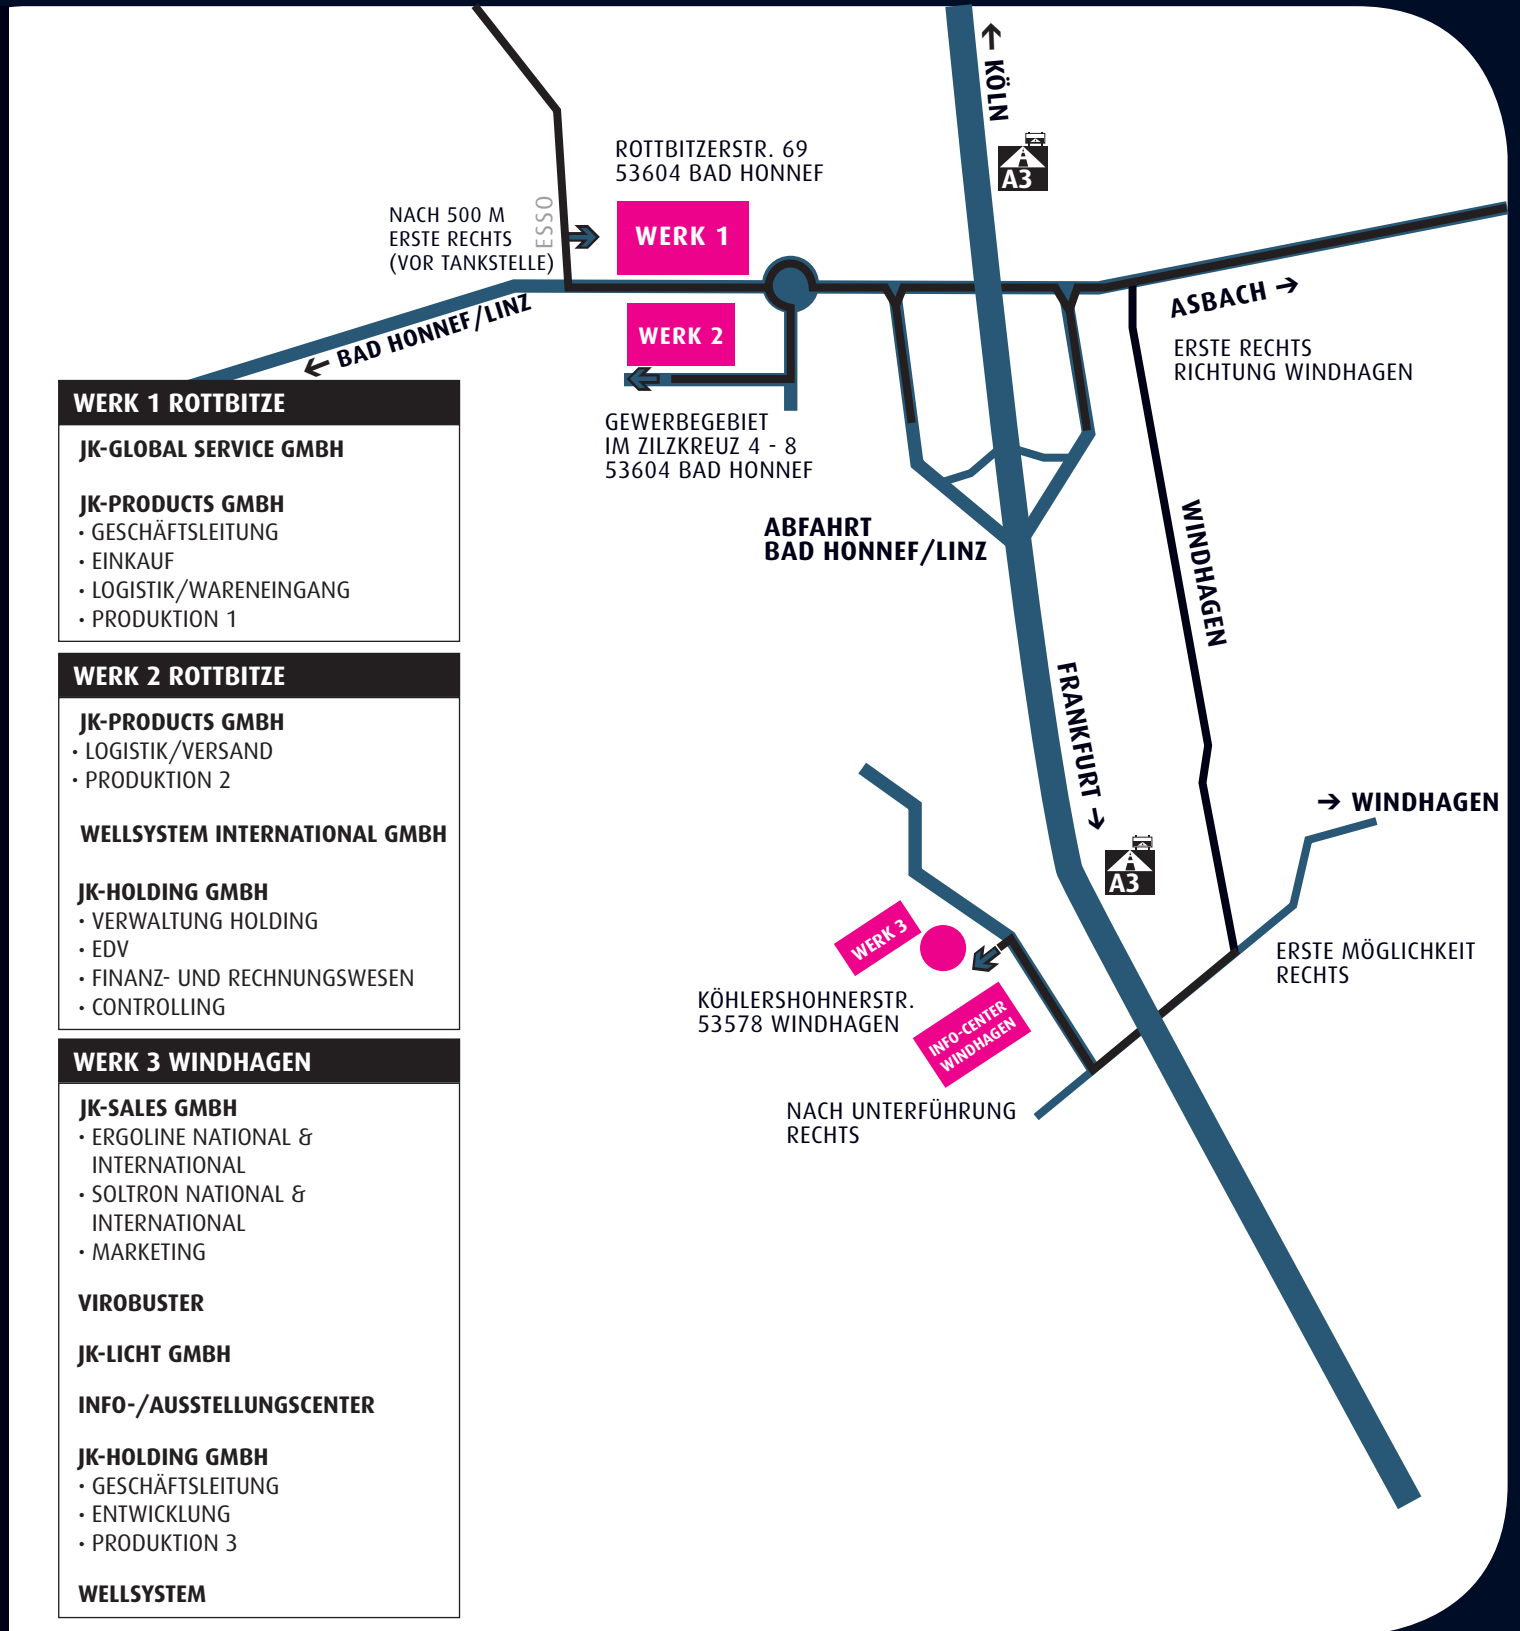 KÖLN
A3
ROTTBITZERSTR. 69
53604 BAD HONNEF
NACH 500 M
ERSTE RECHTS
(VOR TANKSTELLE)
ESSO
WERK 1
WERK 2
BAD HONNEF/LINZ
ASBACH
ERSTE RECHTS
RICHTUNG WINDHAGEN
GEWERBEGEBIET
IM ZILZKREUZ 4 - 8
53604 BAD HONNEF
ABFAHRT
BAD HONNEF/LINZ
WINDHAGEN
FRANKFURT
A3
WINDHAGEN
ERSTE MÖGLICHKEIT
RECHTS
WERK 3
KÖHLERSHOHNERSTR.
53578 WINDHAGEN
INFO-CENTER
WINDHAGEN
NACH UNTERFÜHRUNG
RECHTS
WERK 1 ROTTBITZE
JK-GLOBAL SERVICE GMBH
JK-PRODUCTS GMBH
· GESCHÄFTSLEITUNG
· EINKAUF
· LOGISTIK/WARENEINGANG
· PRODUKTION 1
WERK 2 ROTTBITZE
JK-PRODUCTS GMBH
· LOGISTIK/VERSAND
· PRODUKTION 2
WELLSYSTEM INTERNATIONAL GMBH
JK-HOLDING GMBH
· VERWALTUNG HOLDING
· EDV
· FINANZ- UND RECHNUNGSWESEN
· CONTROLLING
WERK 3 WINDHAGEN
JK-SALES GMBH
· ERGOLINE NATIONAL &
INTERNATIONAL
· SOLTRON NATIONAL &
INTERNATIONAL
· MARKETING
VIROBUSTER
JK-LICHT GMBH
INFO-/AUSSTELLUNGSCENTER
JK-HOLDING GMBH
· GESCHÄFTSLEITUNG
· ENTWICKLUNG
· PRODUKTION 3
WELLSYSTEM